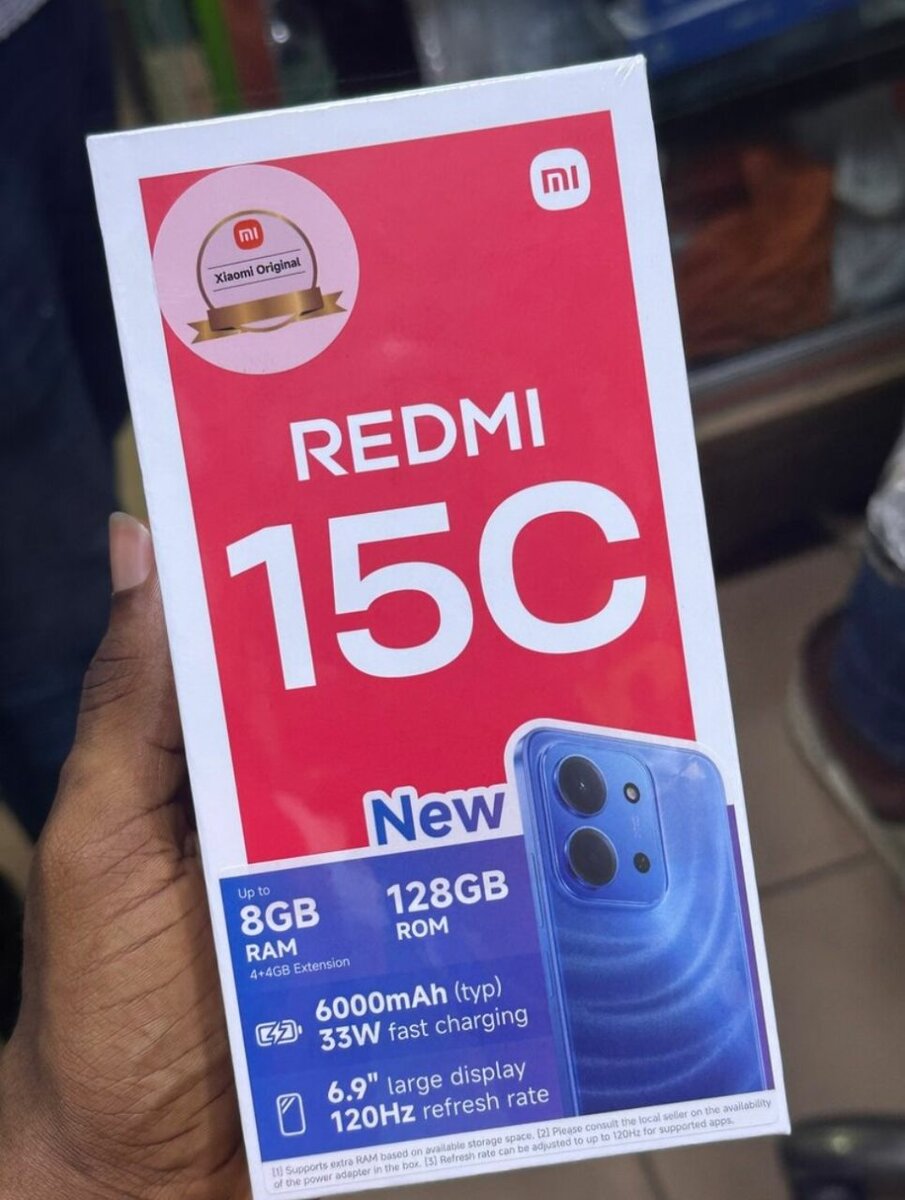 mi
mi
Xiaomi Original
REDMI
15C
New
Up to
8GB
RAM
4+4GB Extension
128GB
ROM
6000mAh (typ)
33W fast charging
6.9" large display
120Hz refresh rate
[1] Supports extra RAM based on available storage space. [2] Please consult the local seller on the availability
of the power adapter in the box. [3] Refresh rate can be adjusted to up to 120Hz for supported apps.